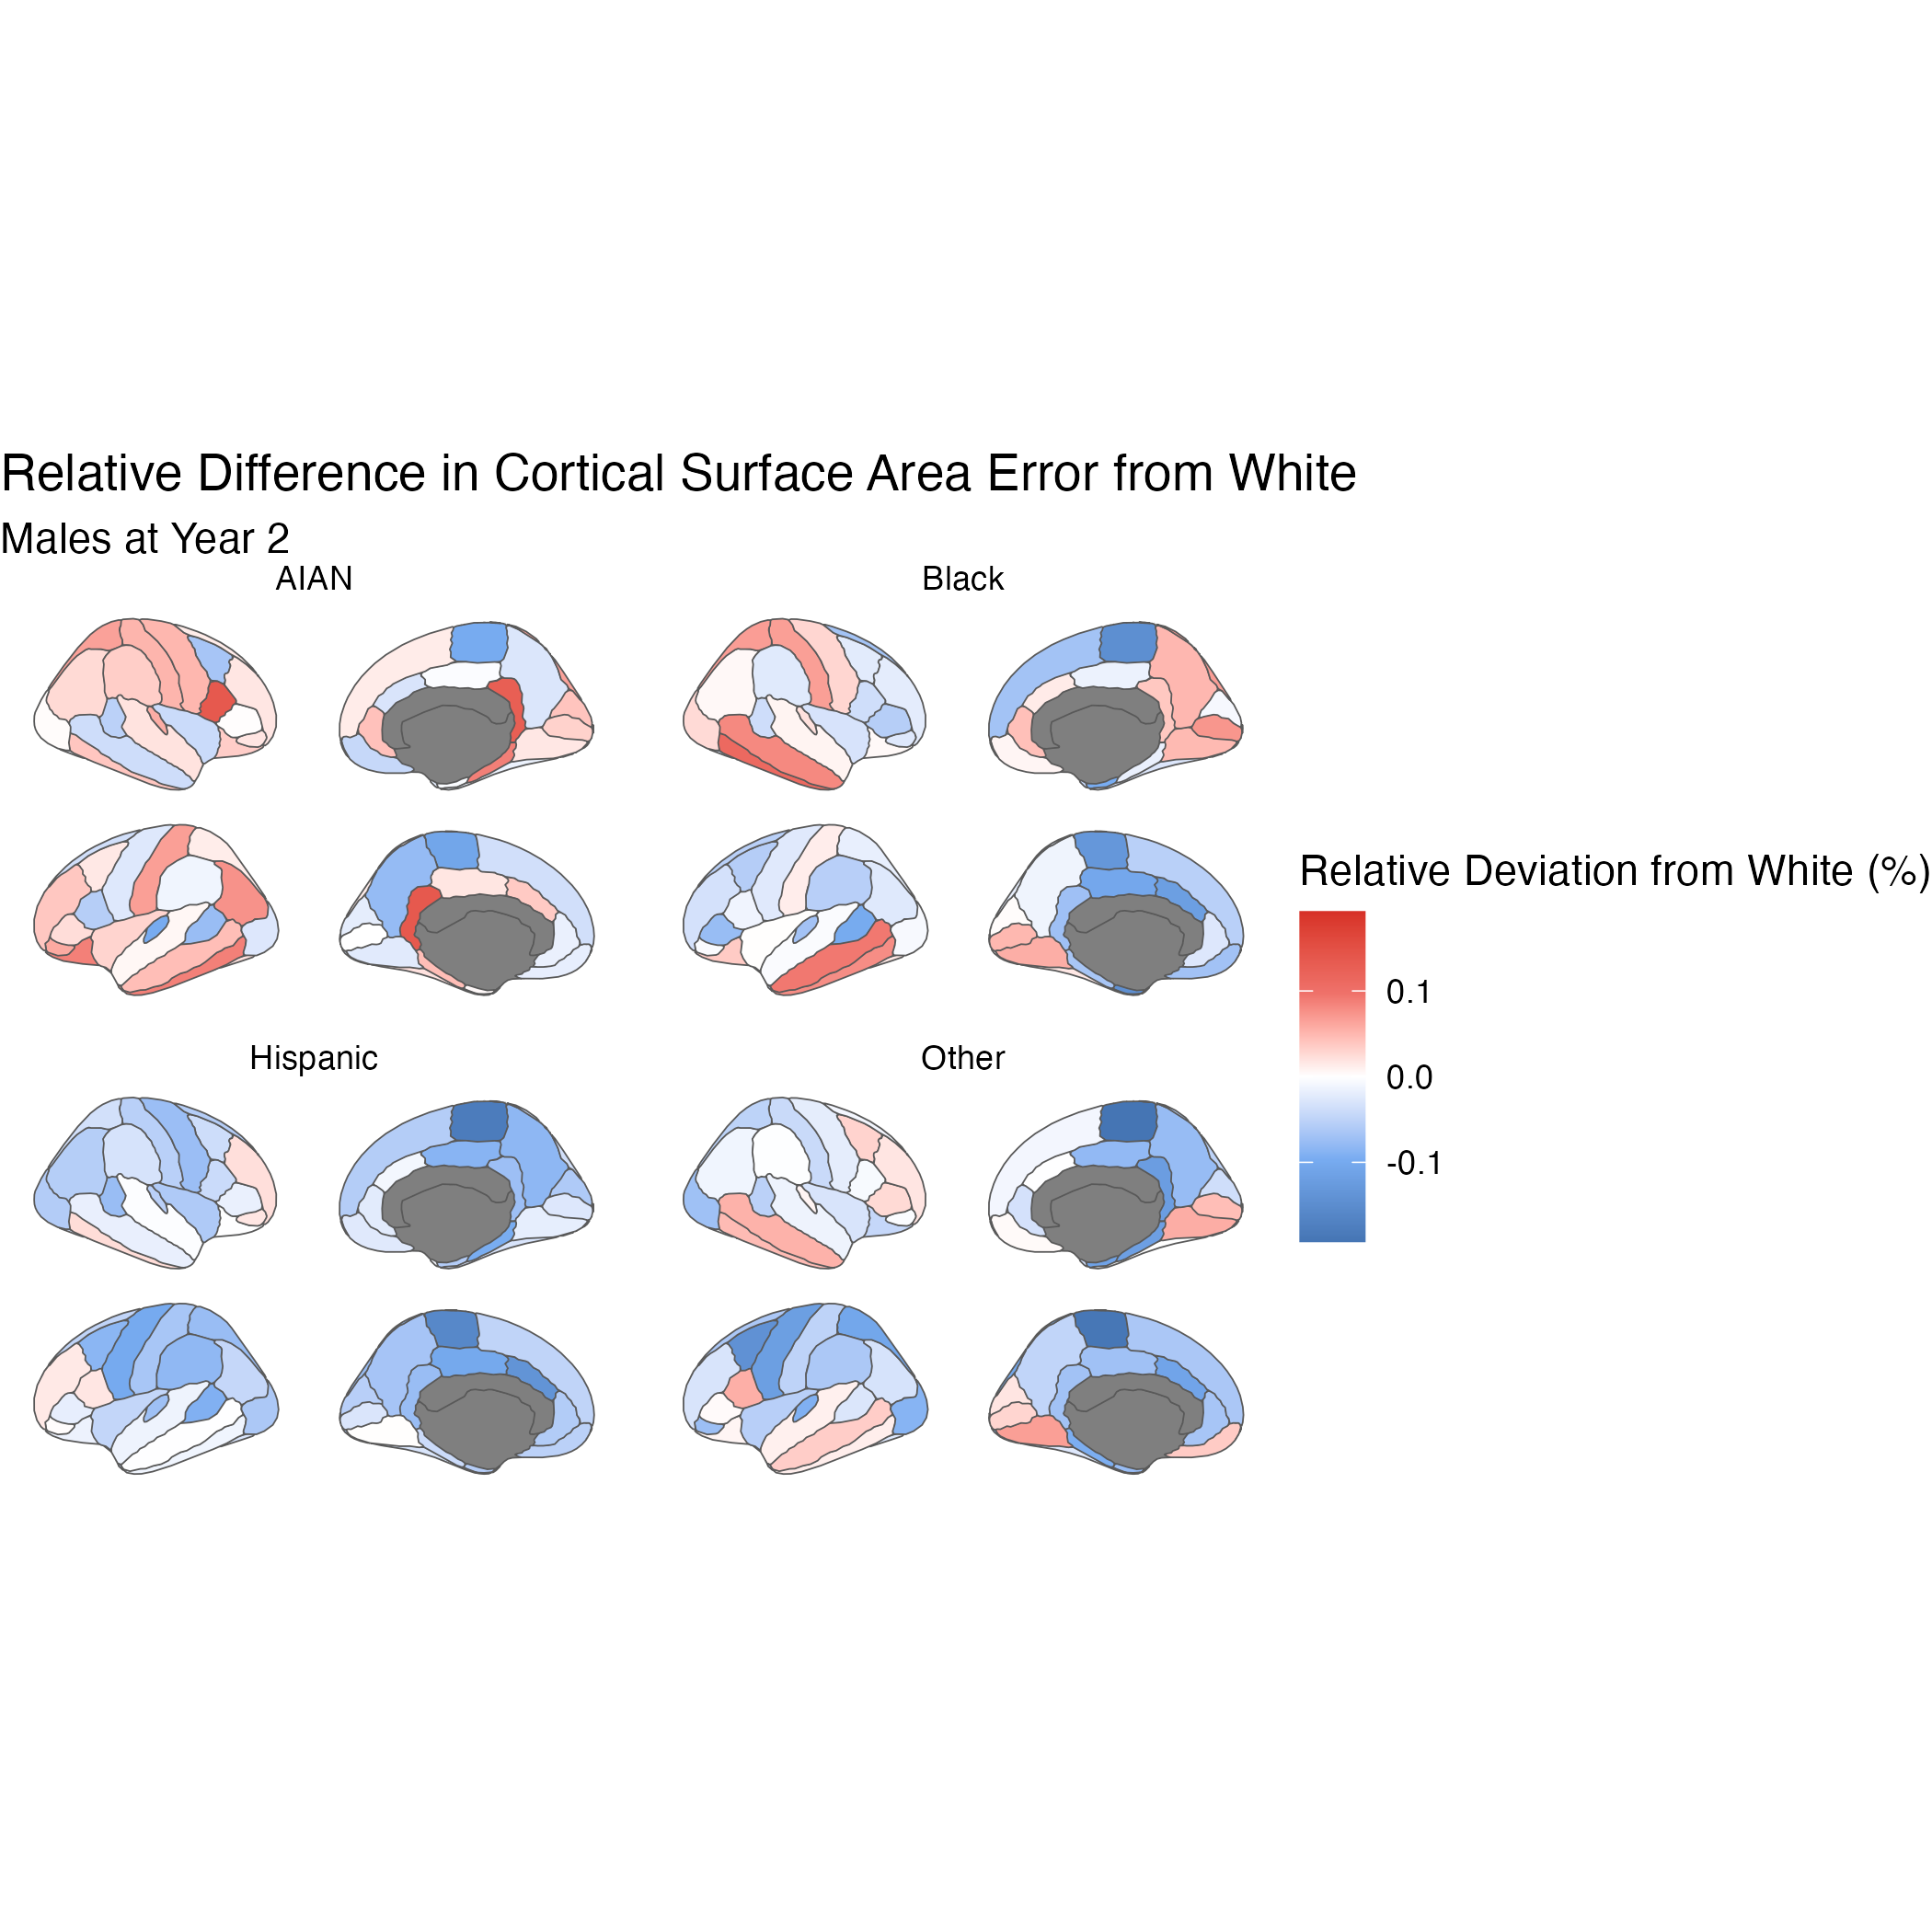 Relative Difference in Cortical Surface Area Error from White
Males at Year 2
AIAN
Black
Hispanic
Other
Relative Deviation from White (%)
0.1
0.0
-0.1